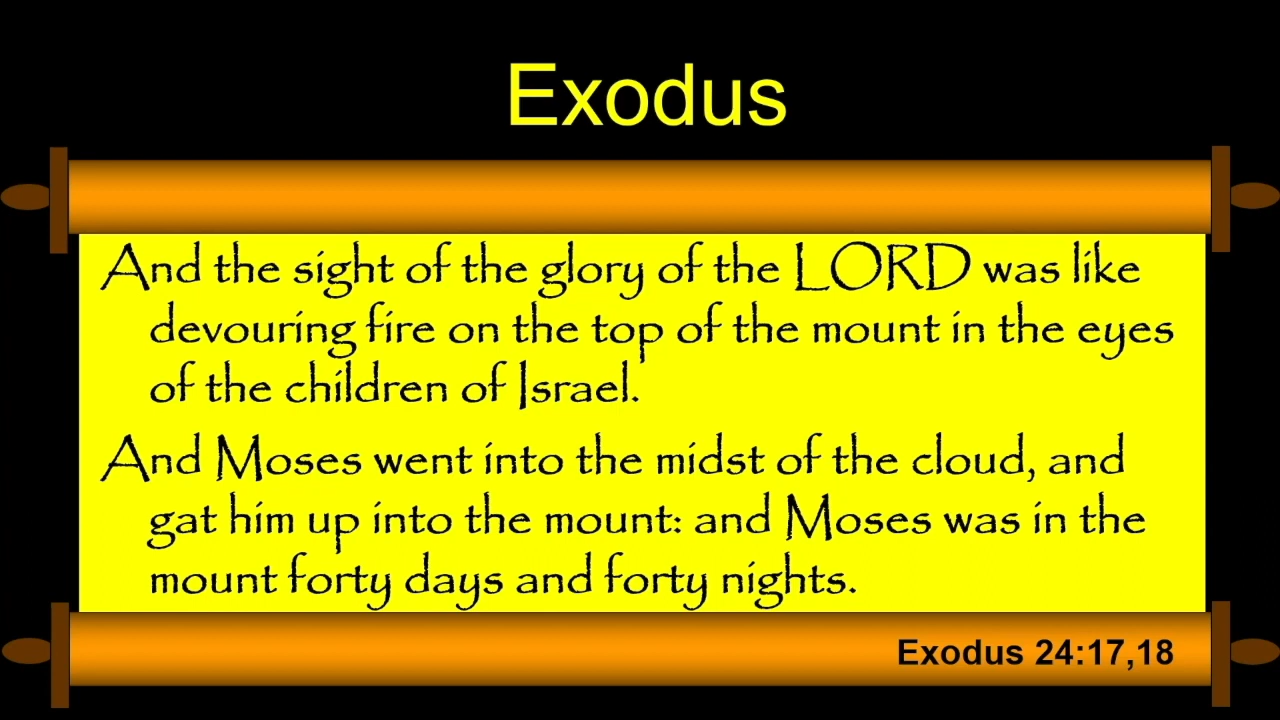 Exodus
And the sight of the glory of the LORD was like
devouring fire on the top of the mount in the eyes
of the children of Israel.
And Moses went into the midst of the cloud, and
gat him up into the mount: and Moses was in the
mount forty days and forty nights.
Exodus 24:17,18